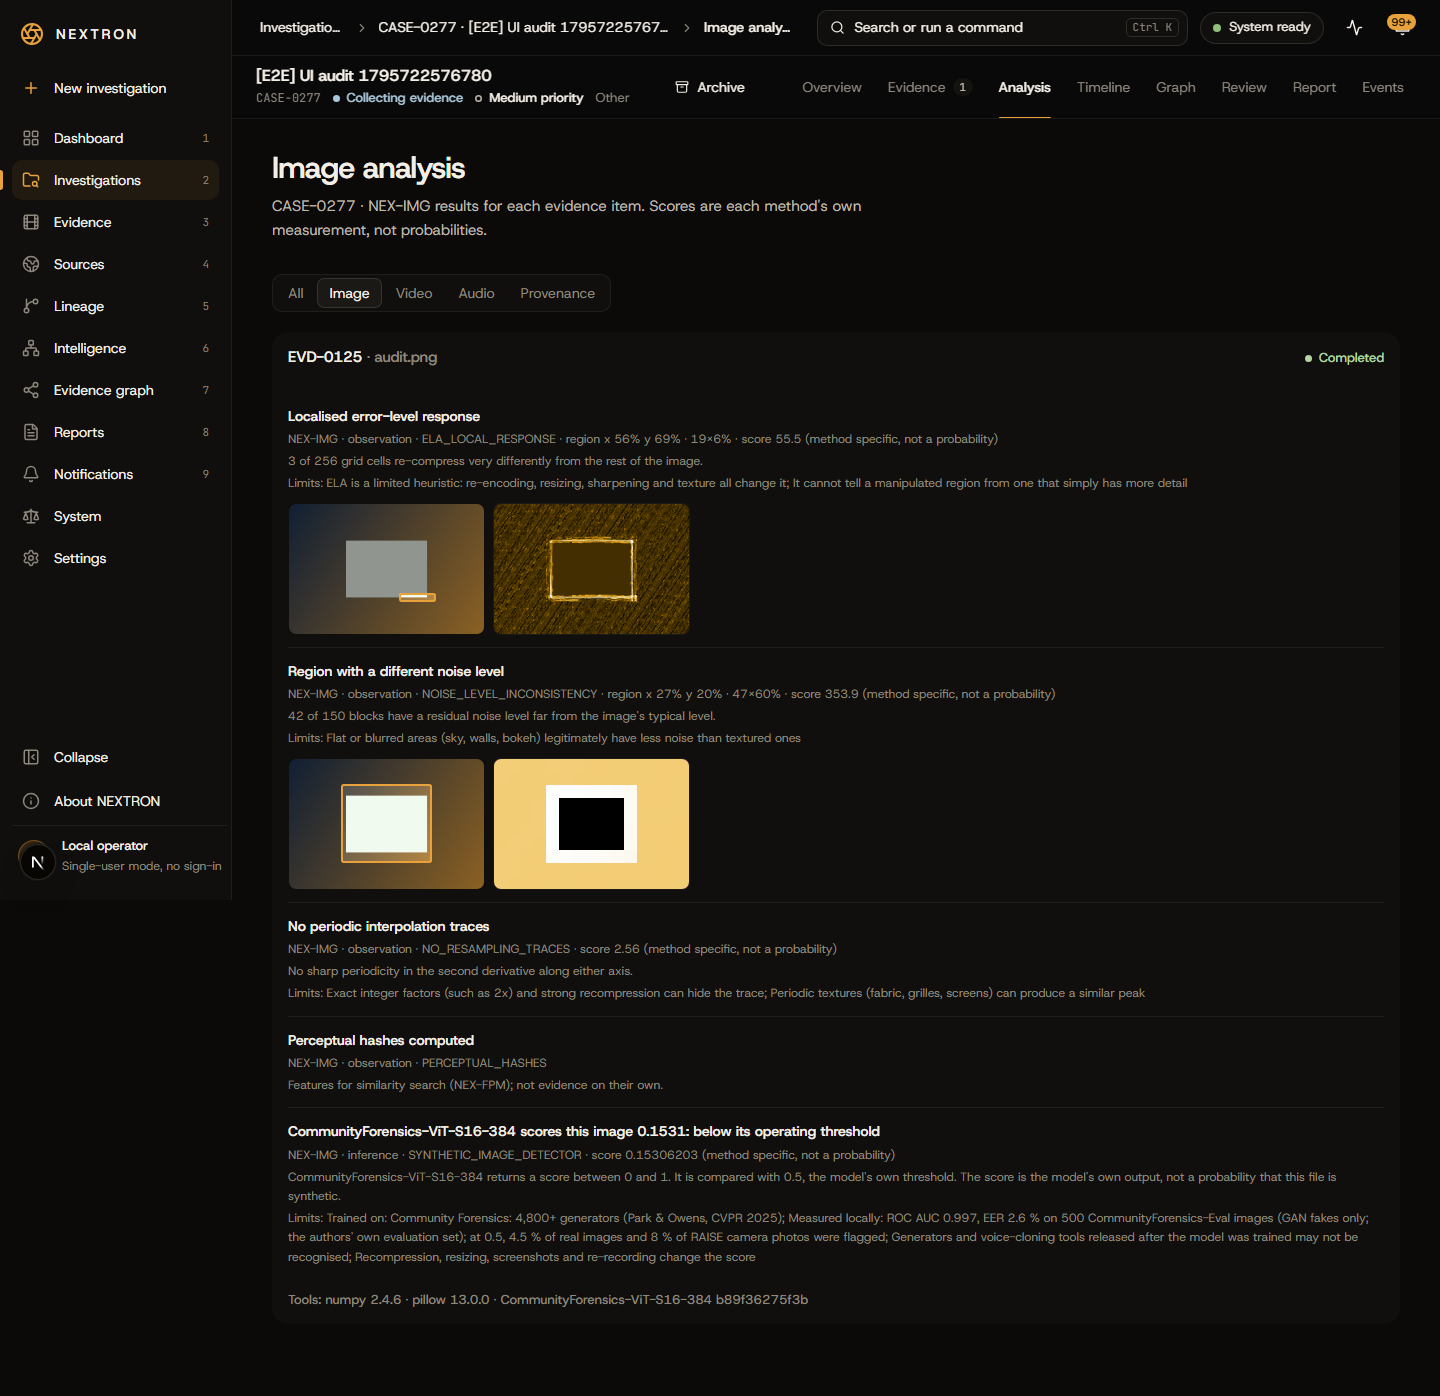 NEXTRON
New investigation
Dashboard 1
Investigations 2
Evidence 3
Sources 4
Lineage 5
Intelligence 6
Evidence graph 7
Reports 8
Notifications 9
System
Settings
Collapse
About NEXTRON
N
Local operator
Single-user mode, no sign-in
Investigatio... CASE-0277 · [E2E] UI audit 17957225767... Image analy...
Search or run a command Ctrl K
System ready
99+
[E2E] UI audit 1795722576780
CASE-0277 Collecting evidence Medium priority Other
Archive
Overview Evidence 1 Analysis Timeline Graph Review Report Events
Image analysis
CASE-0277 · NEX-IMG results for each evidence item. Scores are each method's own
measurement, not probabilities.
All Image Video Audio Provenance
EVD-0125 · audit.png Completed
Localised error-level response
NEX-IMG · observation · ELA_LOCAL_RESPONSE · region x 56% y 69% · 19×6% · score 55.5 (method specific, not a probability)
3 of 256 grid cells re-compress very differently from the rest of the image.
Limits: ELA is a limited heuristic: re-encoding, resizing, sharpening and texture all change it; It cannot tell a manipulated region from one that simply has more detail
Region with a different noise level
NEX-IMG · observation · NOISE_LEVEL_INCONSISTENCY · region x 27% y 20% · 47×60% · score 353.9 (method specific, not a probability)
42 of 150 blocks have a residual noise level far from the image's typical level.
Limits: Flat or blurred areas (sky, walls, bokeh) legitimately have less noise than textured ones
No periodic interpolation traces
NEX-IMG · observation · NO_RESAMPLING_TRACES · score 2.56 (method specific, not a probability)
No sharp periodicity in the second derivative along either axis.
Limits: Exact integer factors (such as 2x) and strong recompression can hide the trace; Periodic textures (fabric, grilles, screens) can produce a similar peak
Perceptual hashes computed
NEX-IMG · observation · PERCEPTUAL_HASHES
Features for similarity search (NEX-FPM); not evidence on their own.
CommunityForensics-ViT-S16-384 scores this image 0.1531: below its operating threshold
NEX-IMG · inference · SYNTHETIC_IMAGE_DETECTOR · score 0.15306203 (method specific, not a probability)
CommunityForensics-ViT-S16-384 returns a score between 0 and 1. It is compared with 0.5, the model's own threshold. The score is the model's own output, not a probability that this file is
synthetic.
Limits: Trained on: Community Forensics: 4,800+ generators (Park & Owens, CVPR 2025); Measured locally: ROC AUC 0.997, EER 2.6 % on 500 CommunityForensics-Eval images (GAN fakes only;
the authors' own evaluation set); at 0.5, 4.5 % of real images and 8 % of RAISE camera photos were flagged; Generators and voice-cloning tools released after the model was trained may not be
recognised; Recompression, resizing, screenshots and re-recording change the score
Tools: numpy 2.4.6 · pillow 13.0.0 · CommunityForensics-ViT-S16-384 b89f36275f3b